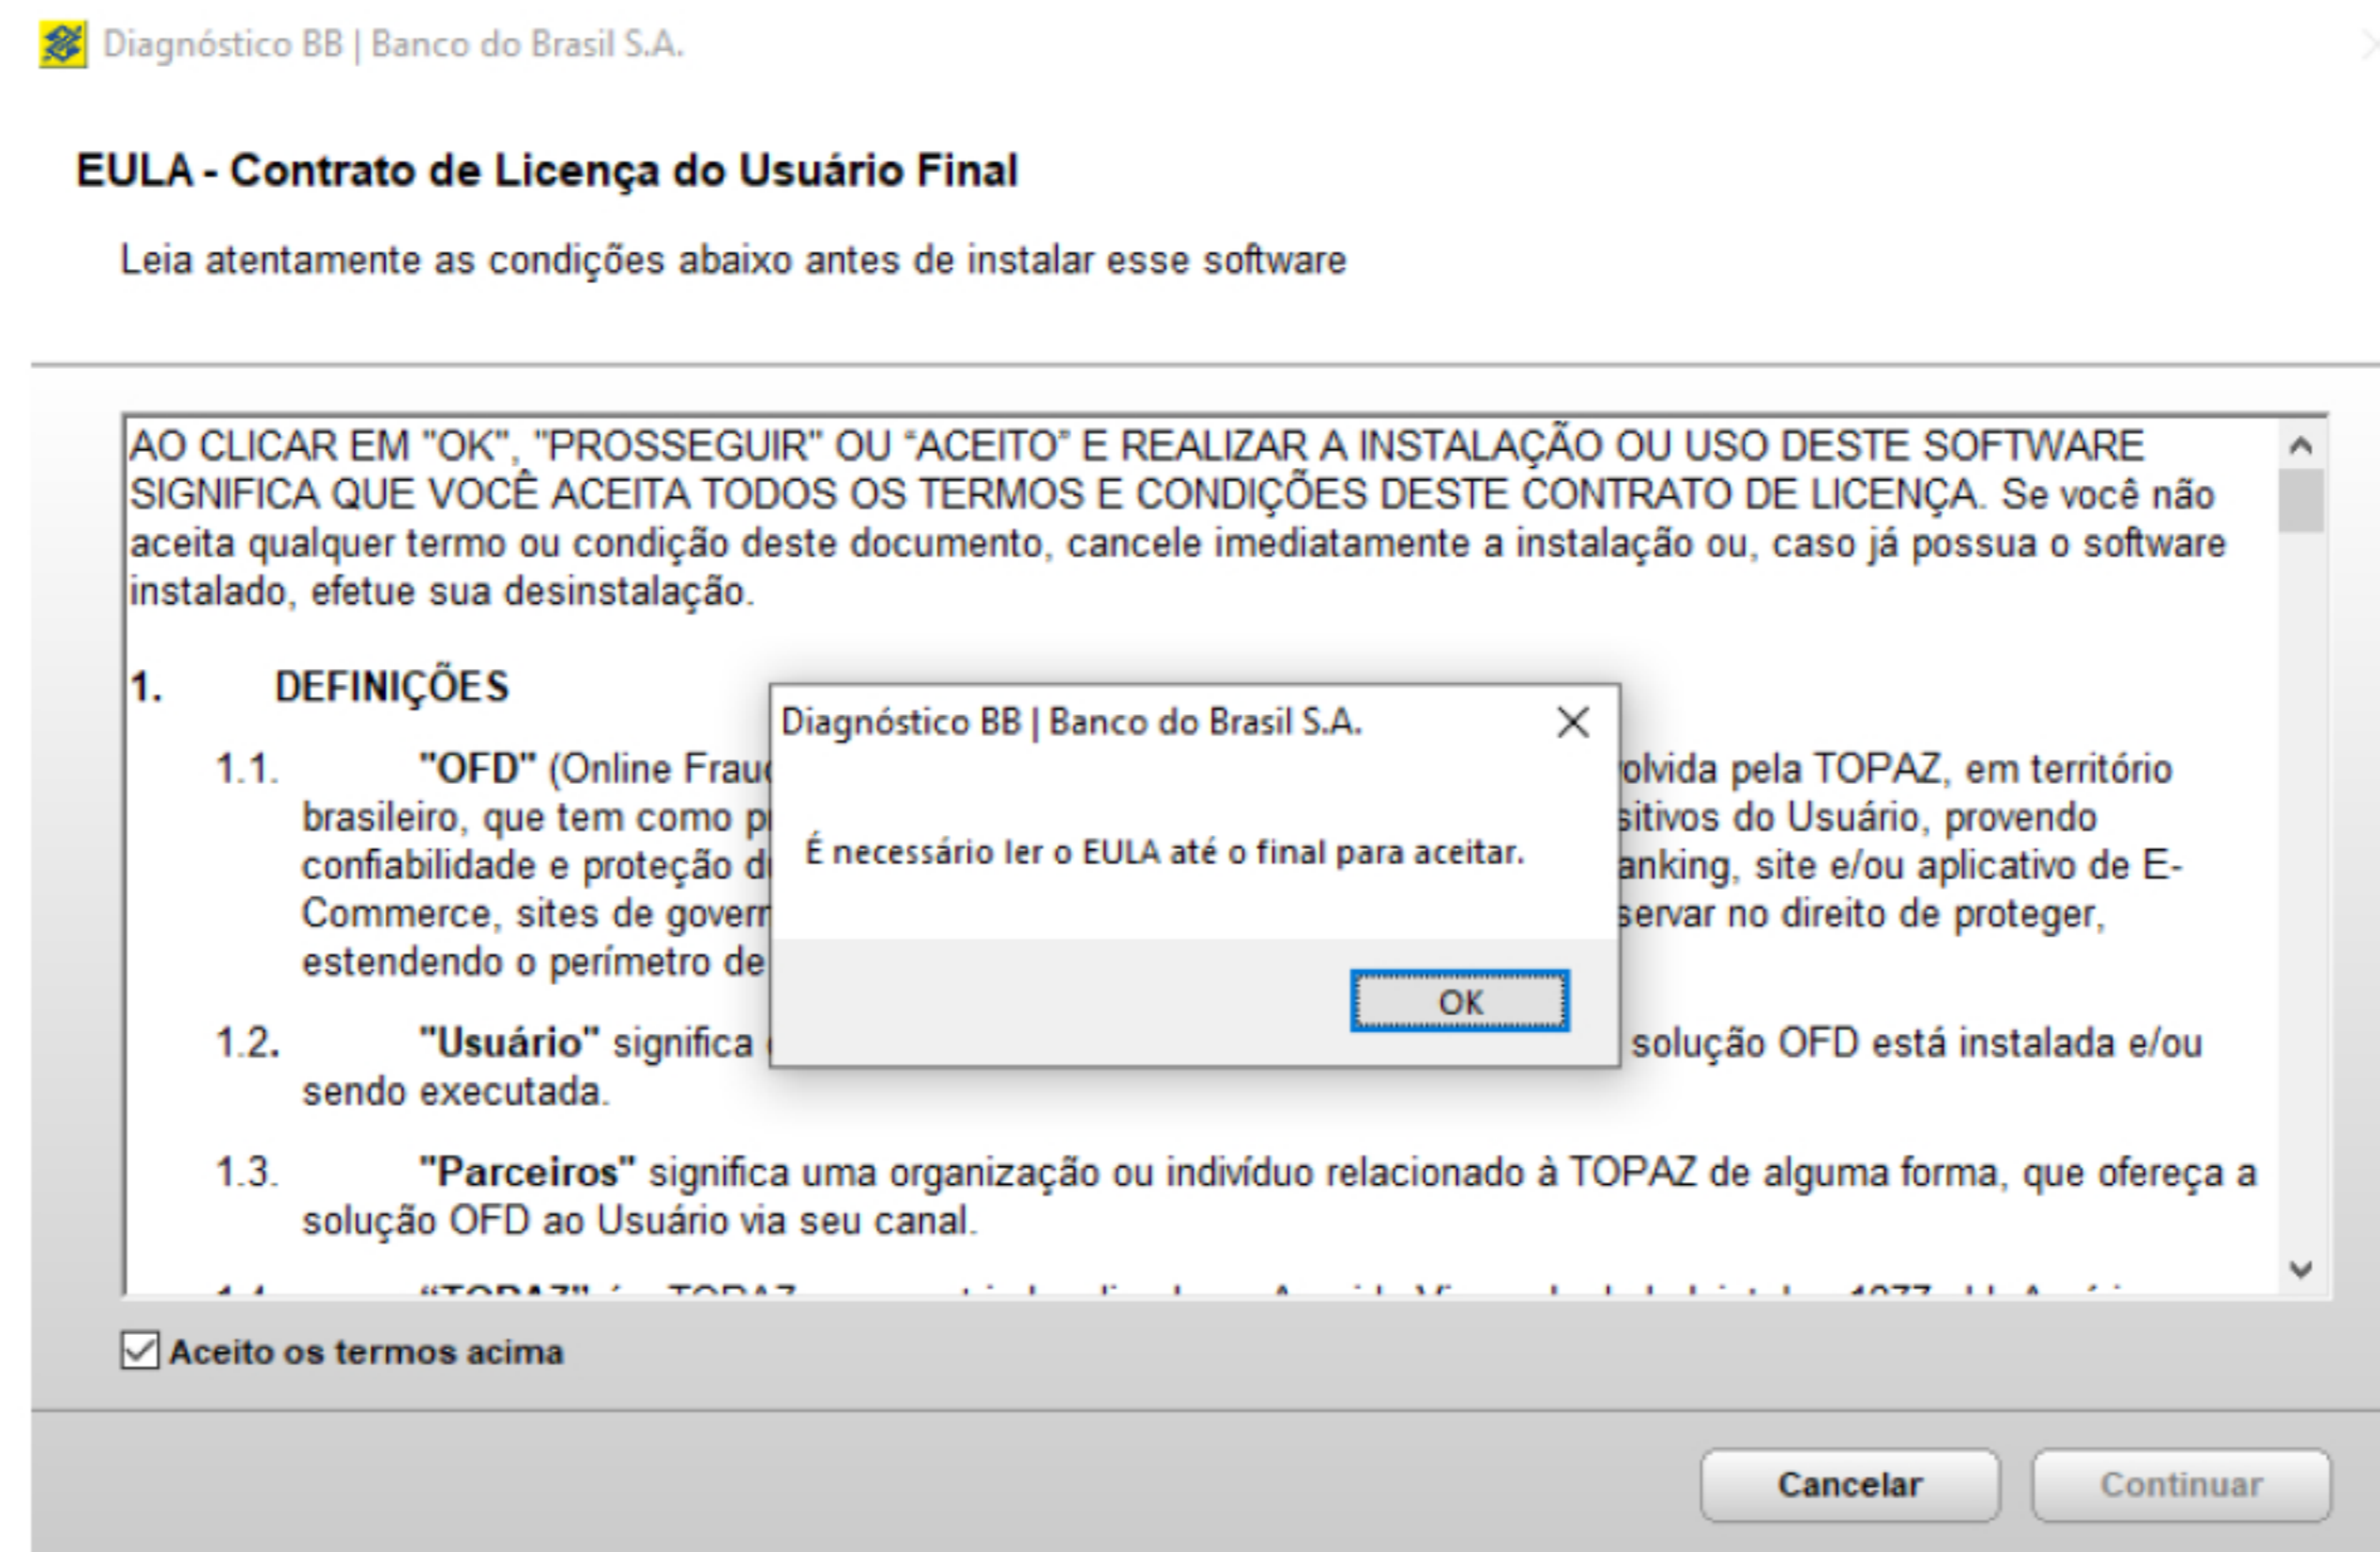 Diagnóstico BB | Banco do Brasil S.A.
EULA - Contrato de Licença do Usuário Final
Leia atentamente as condições abaixo antes de instalar esse software
AO CLICAR EM "OK", "PROSSEGUIR" OU “ACEITO” E REALIZAR A INSTALAÇÃO OU USO DESTE SOFTWARE
SIGNIFICA QUE VOCÊ ACEITA TODOS OS TERMOS E CONDIÇÕES DESTE CONTRATO DE LICENÇA. Se você não
aceita qualquer termo ou condição deste documento, cancele imediatamente a instalação ou, caso já possua o software
instalado, efetue sua desinstalação.
1. DEFINIÇÕES
1.1. "OFD" (Online olvida pela TOPAZ, em território
brasileiro, que tem como sitivos do Usuário, provendo
confiabilidade e proteção anking, site e/ou aplicativo de E-
Commerce, sites de servar no direito de proteger,
estendendo o perímetro de
1.2. "Usuário" significa solução OFD está instalada e/ou
sendo executada.
1.3. "Parceiros" significa uma organização ou indivíduo relacionado à TOPAZ de alguma forma, que ofereça a
solução OFD ao Usuário via seu canal.
Diagnóstico BB | Banco do Brasil S.A.
É necessário ler o EULA até o final para aceitar.
OK
Aceito os termos acima
Cancelar
Continuar